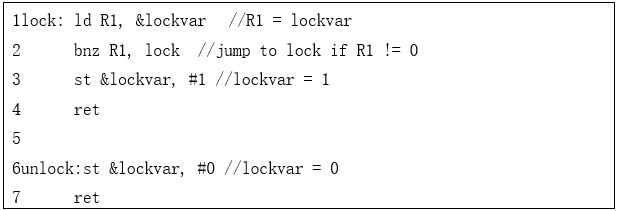 1lock: ld R1, &lockvar  //R1 = lockvar
2      bnz R1, lock  //jump to lock if R1 != 0
3      st &lockvar, #1 //lockvar = 1
4      ret
5
6unlock:st &lockvar, #0 //lockvar = 0
7      ret